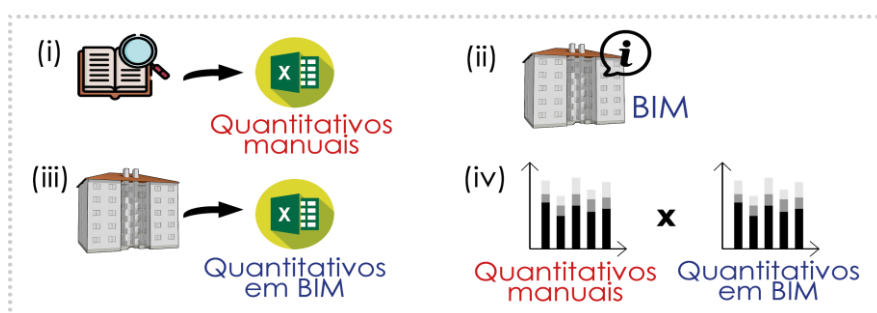 (i)
X
Quantitativos
manuais
(ii)
i
BIM
(iii)
X
Quantitativos
em BIM
(iv)
x
Quantitativos
manuais
Quantitativos
em BIM